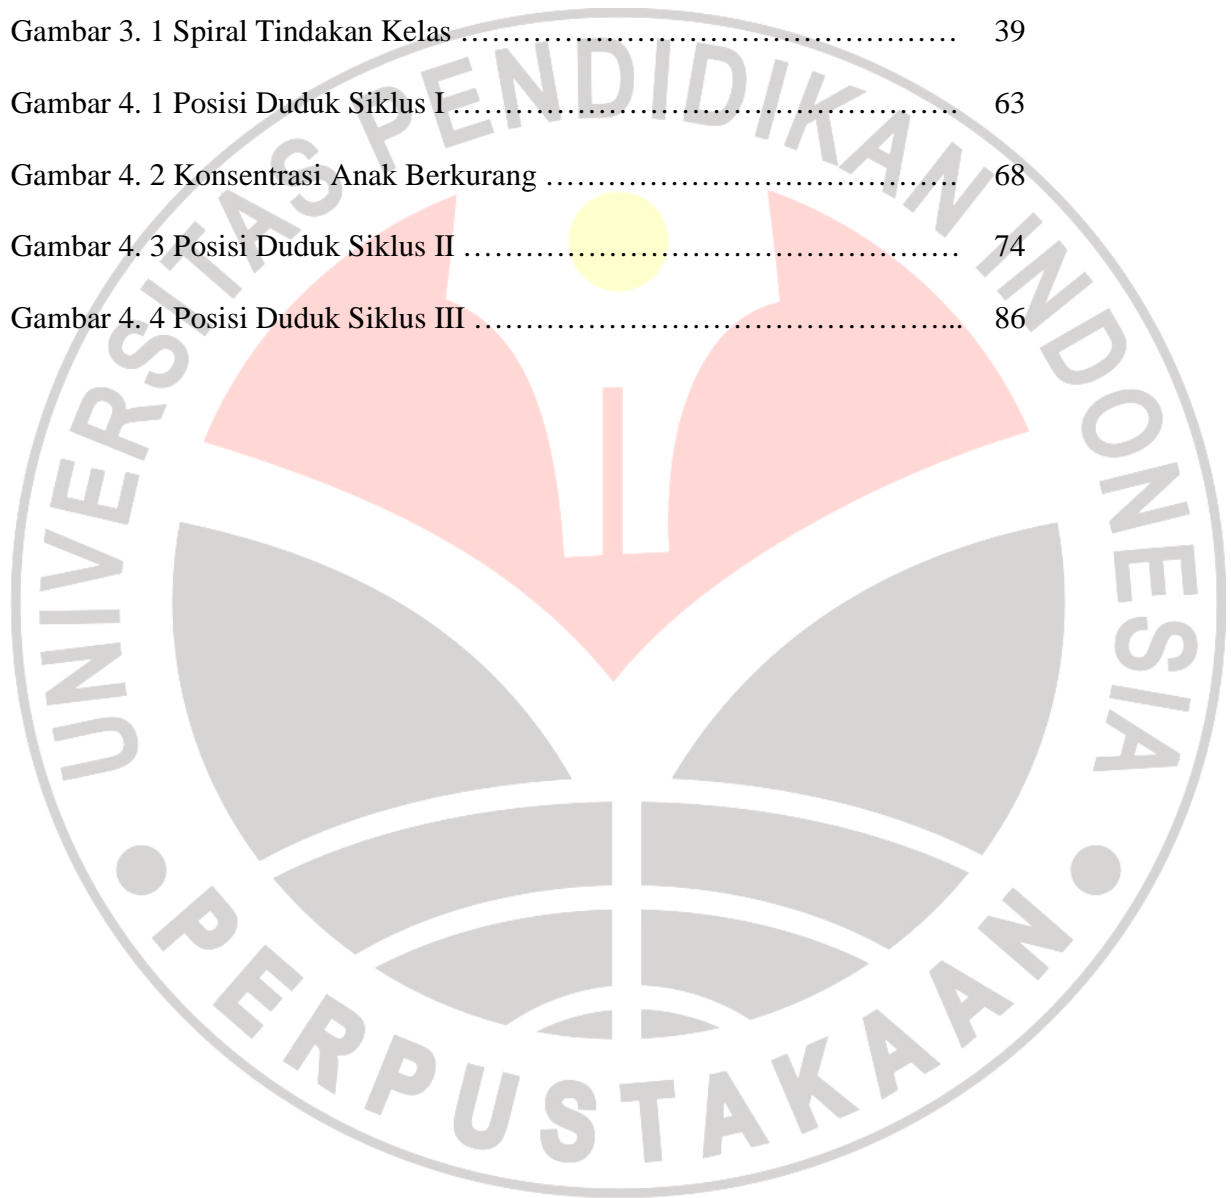 Gambar 3. 1 Spiral Tindakan Kelas ………………………………………… 39
Gambar 4. 1 Posisi Duduk Siklus I …………………………………………. 63
Gambar 4. 2 Konsentrasi Anak Berkurang …………………………………. 68
Gambar 4. 3 Posisi Duduk Siklus II ………………………………………… 74
Gambar 4. 4 Posisi Duduk Siklus III ………………………………………... 86
UNIVERSITAS PENDIDIKAN INDONESIA
PERPUSTAKAAN